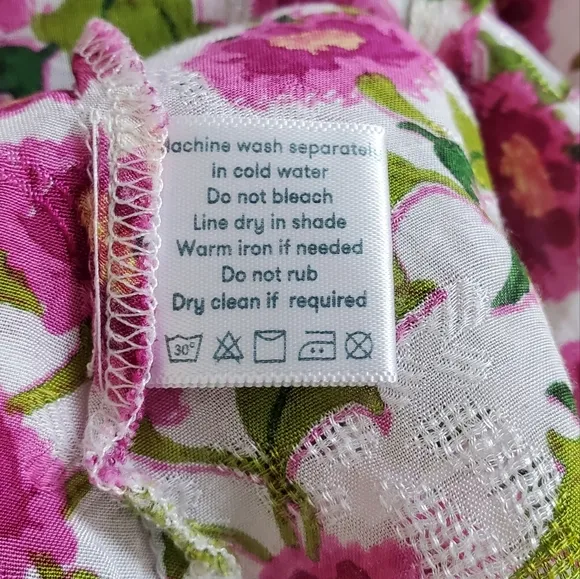 achine wash separately
in cold water
Do not bleach
Line dry in shade
Warm iron if needed
Do not rub
Dry clean if required
30°